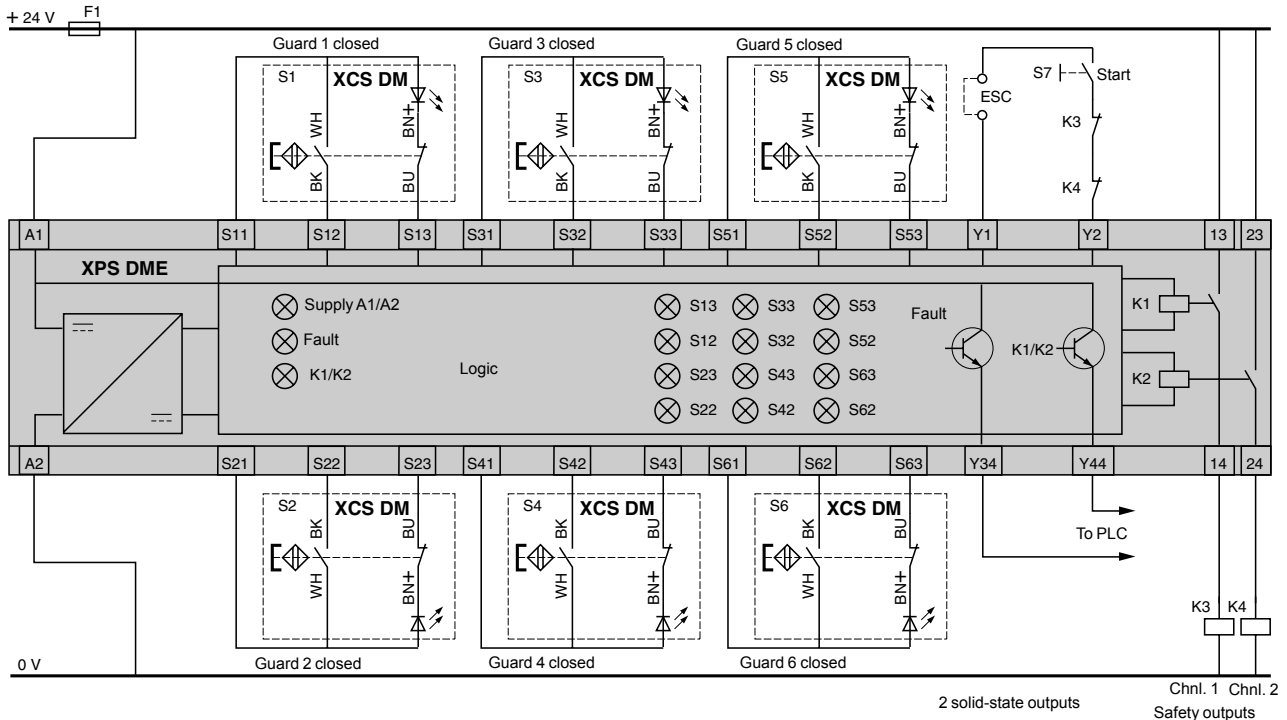 + 24 V F1
Guard 1 closed Guard 3 closed Guard 5 closed
S1 XCS DM S3 XCS DM S5 XCS DM S7 Start
ESC
WH BN+ WH BN+ WH BN+ K3
BK BU BK BU BK BU K4
A1 S11 S12 S13 S31 S32 S33 S51 S52 S53 Y1 Y2 13 23
XPS DME
Supply A1/A2 S13 S33 S53 Fault K1
Fault S12 S32 S52 K1/K2
K1/K2 Logic S23 S43 S63 K2
S22 S42 S62
A2 S21 S22 S23 S41 S42 S43 S61 S62 S63 Y34 Y44 14 24
S2 XCS DM S4 XCS DM S6 XCS DM
BK BU BK BU BK BU To PLC
WH BN+ WH BN+ WH BN+
K3 K4
0 V Guard 2 closed Guard 4 closed Guard 6 closed
Chnl. 1 Chnl. 2
2 solid-state outputs
Safety outputs